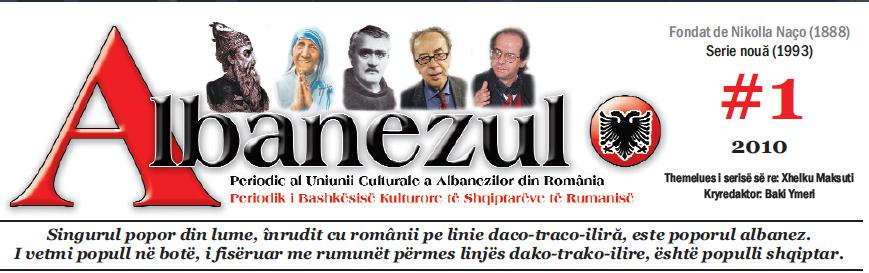 Albanezul
Periodic al Uniunii Culturale a Albanezilor din România
Periodik i Bashkësisë Kulturore të Shqiptarëve të Rumanisë
Fondat de Nikolla Naço (1888)
Serie nouă (1993)
#1
2010
Themelues i serisë së re: Xhelku Maksuti
Kryredaktor: Baki Ymeri
Singurul popor din lume, înrudit cu românii pe linie daco-traco-iliră, este poporul albanez.
I vetmi popull në botë, i fisëruar me rumunët përmes linjës dako-trako-ilire, është populli shqiptar.